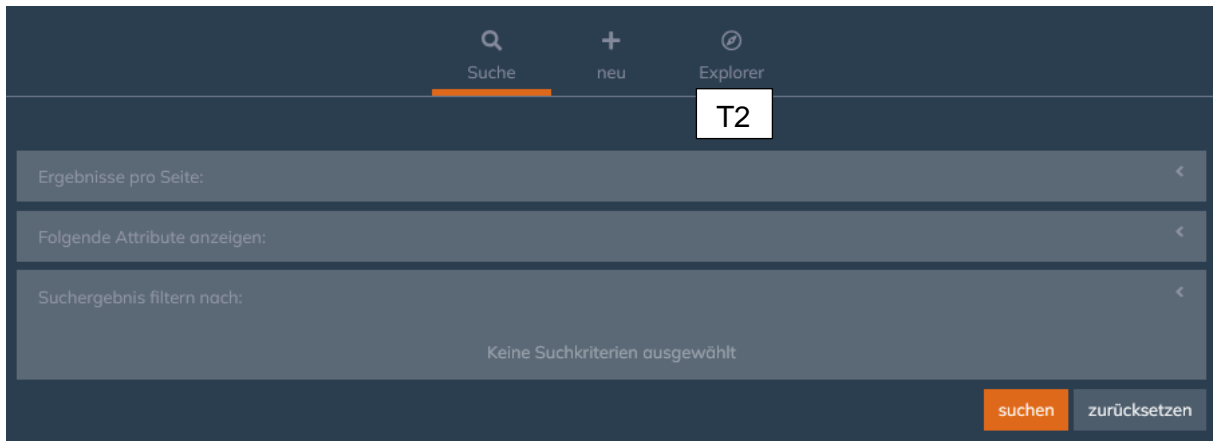 Suche neu Explorer
T2
Ergebnisse pro Seite:
Folgende Attribute anzeigen:
Suchergebnis filtern nach:
Keine Suchkriterien ausgewählt
suchen zurücksetzen